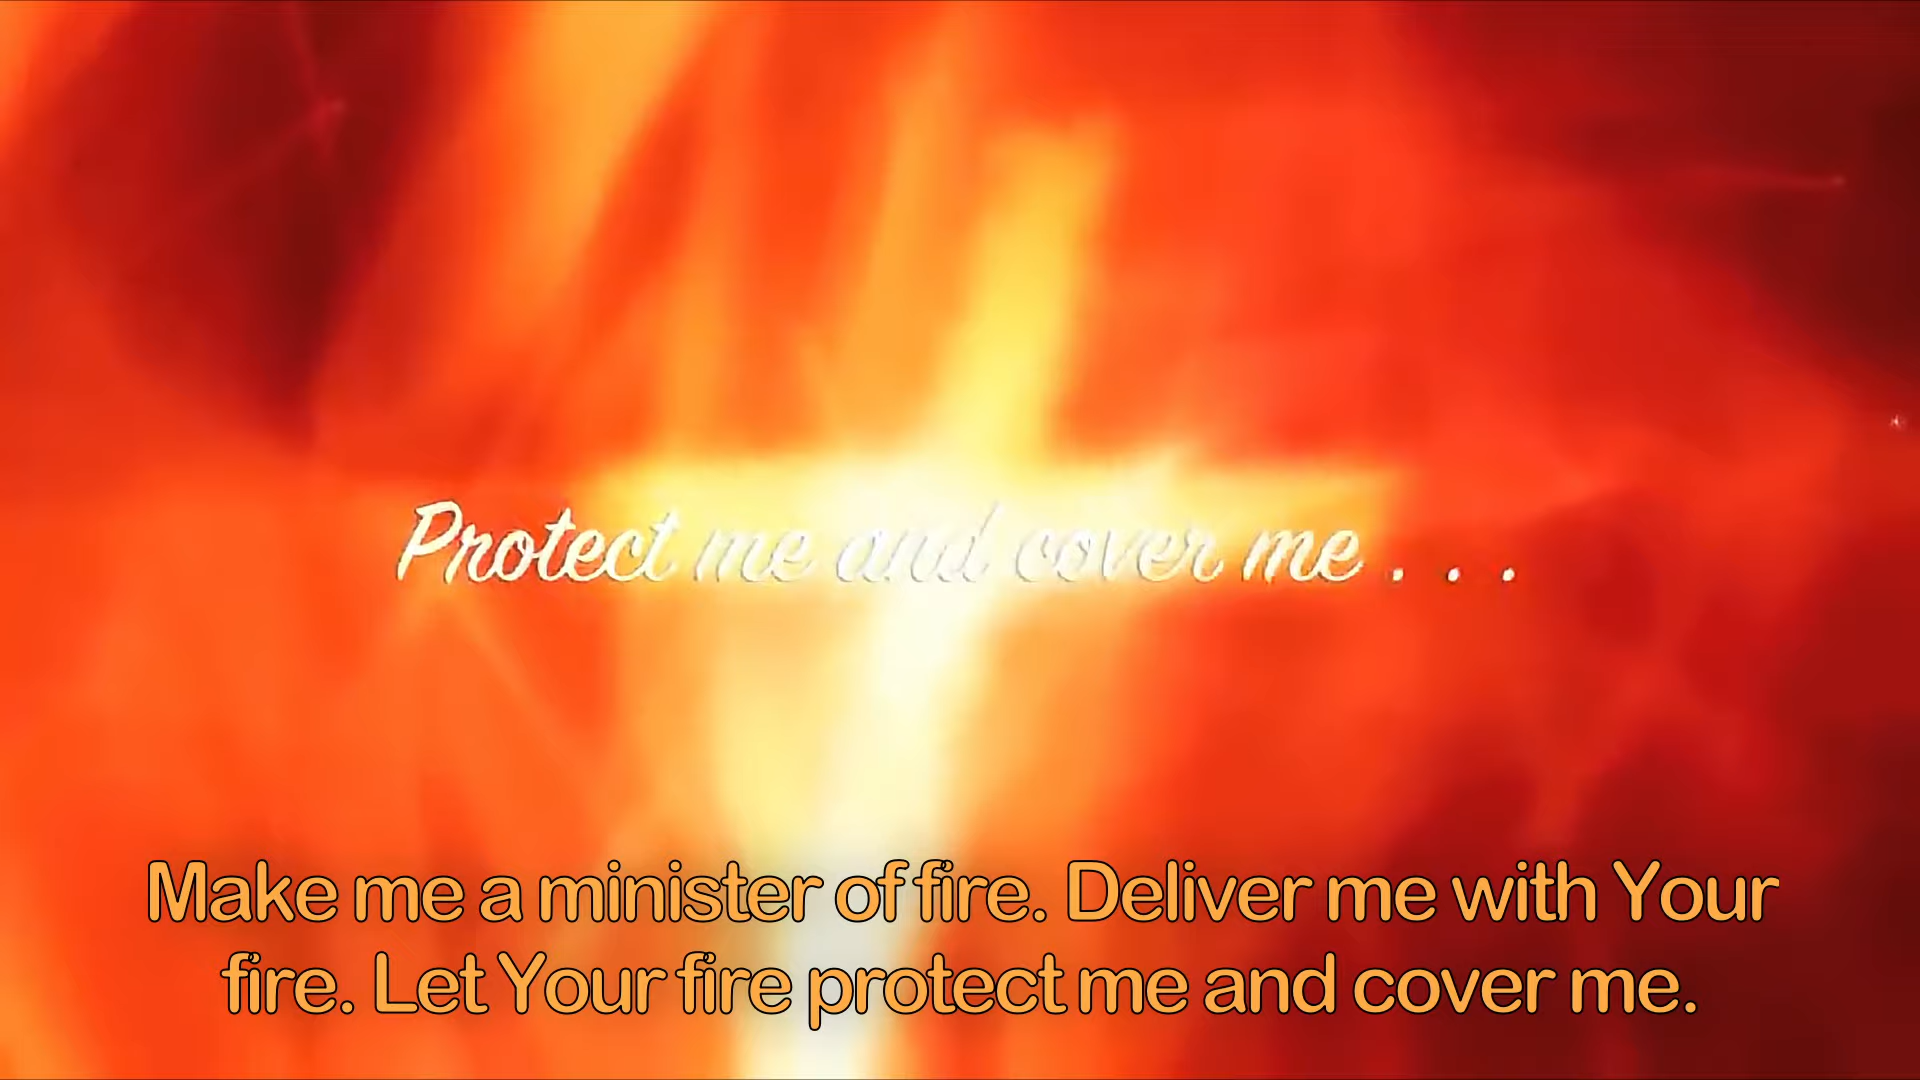 Protect me and cover me . . .
Make me a minister of fire. Deliver me with Your
fire. Let Your fire protect me and cover me.